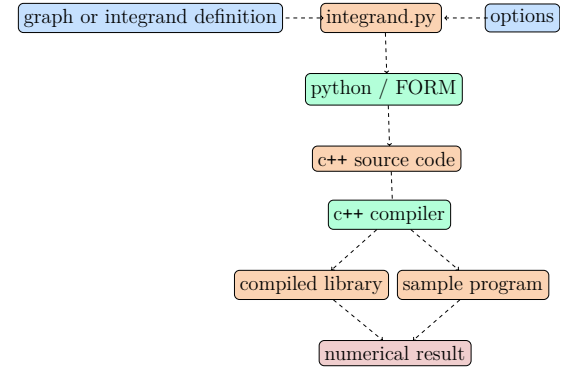 graph or integrand definition
integrand.py
options
python / FORM
c++ source code
c++ compiler
compiled library
sample program
numerical result